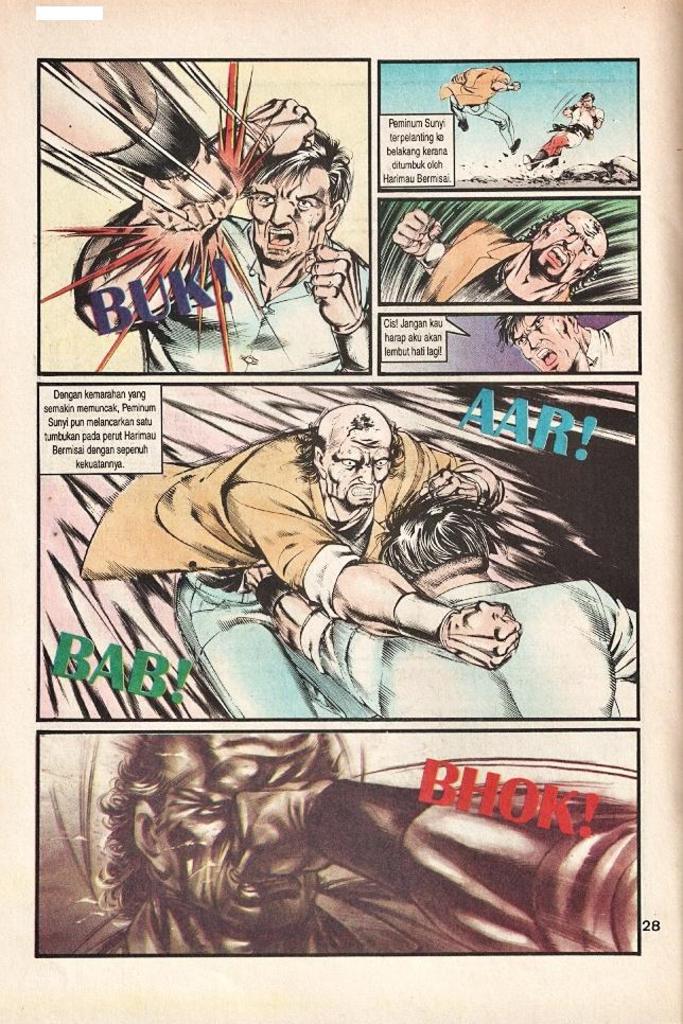 BUK!
Peminum Sunyi
terpelanting ke
belakang kerana
ditumbuk oleh
Harimau Bermisai.
Cis! Jangan kau
harap aku akan
lembut hati lagi!
Dengan kemarahan yang
semakin memuncak, Peminum
Sunyi pun melancarkan satu
tumbukan pada perut Harimau
Bermisai dengan sepenuh
kekuatannya.
AAR!
BAB!
BHOK!
28